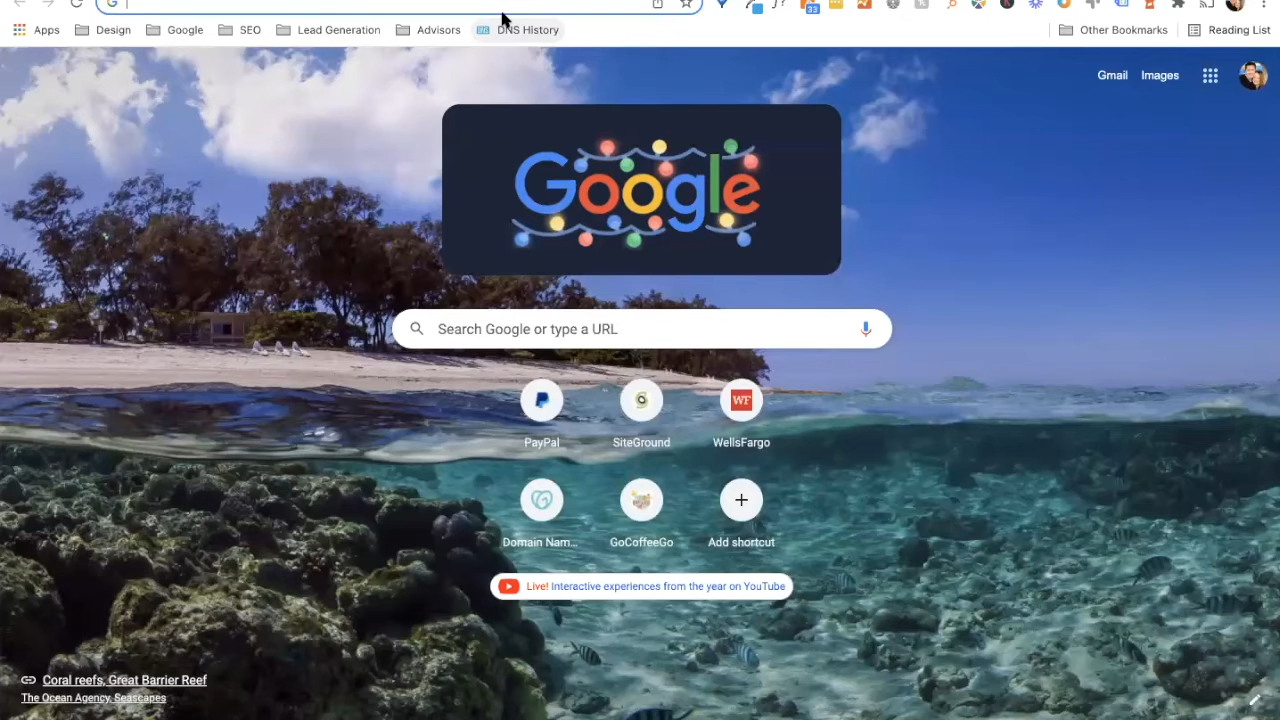 33
Apps Design Google SEO Lead Generation Advisors DNS History Other Bookmarks Reading List
Gmail Images
Google
Search Google or type a URL
PayPal SiteGround WellsFargo
WF
Domain Nam... GoCoffeeGo Add shortcut
Live! Interactive experiences from the year on YouTube
Coral reefs, Great Barrier Reef
The Ocean Agency, Seascapes